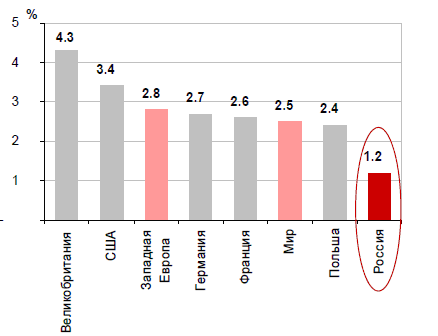 %
5
4
3
2
1
-
4.3
3.4
2.8
2.7
2.6
2.5
2.4
1.2
Великобритания
США
Западная
Европа
Германия
Франция
Мир
Польша
Россия